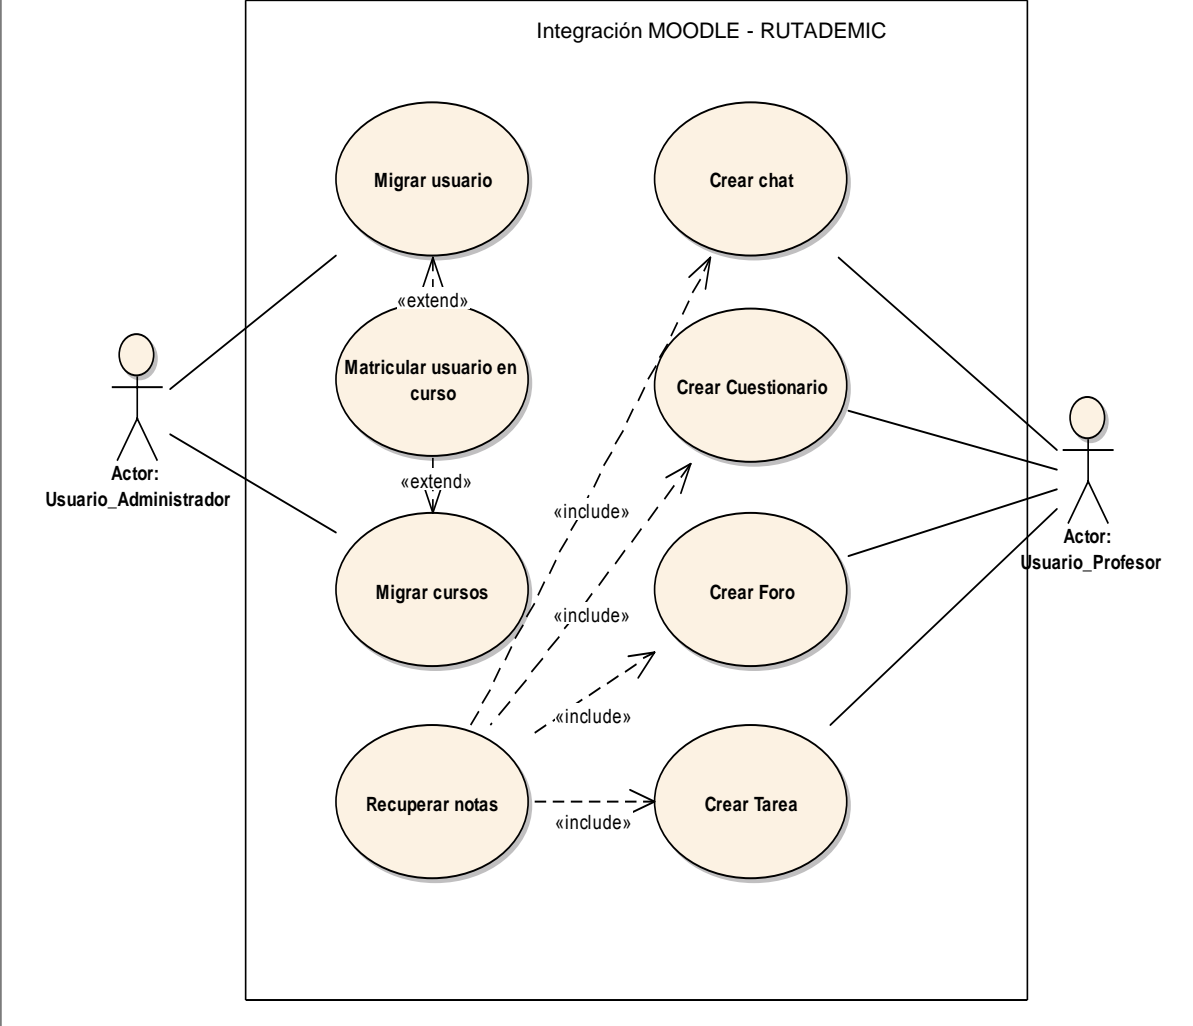 Integración MOODLE - RUTADEMIC
Migrar usuario
Crear chat
«extend»
Matricular usuario en
curso
Crear Cuestionario
Actor:
Usuario_Administrador
«extend»
«include»
Actor:
Usuario_Profesor
Migrar cursos
Crear Foro
«include»
«include»
Recuperar notas
Crear Tarea
«include»